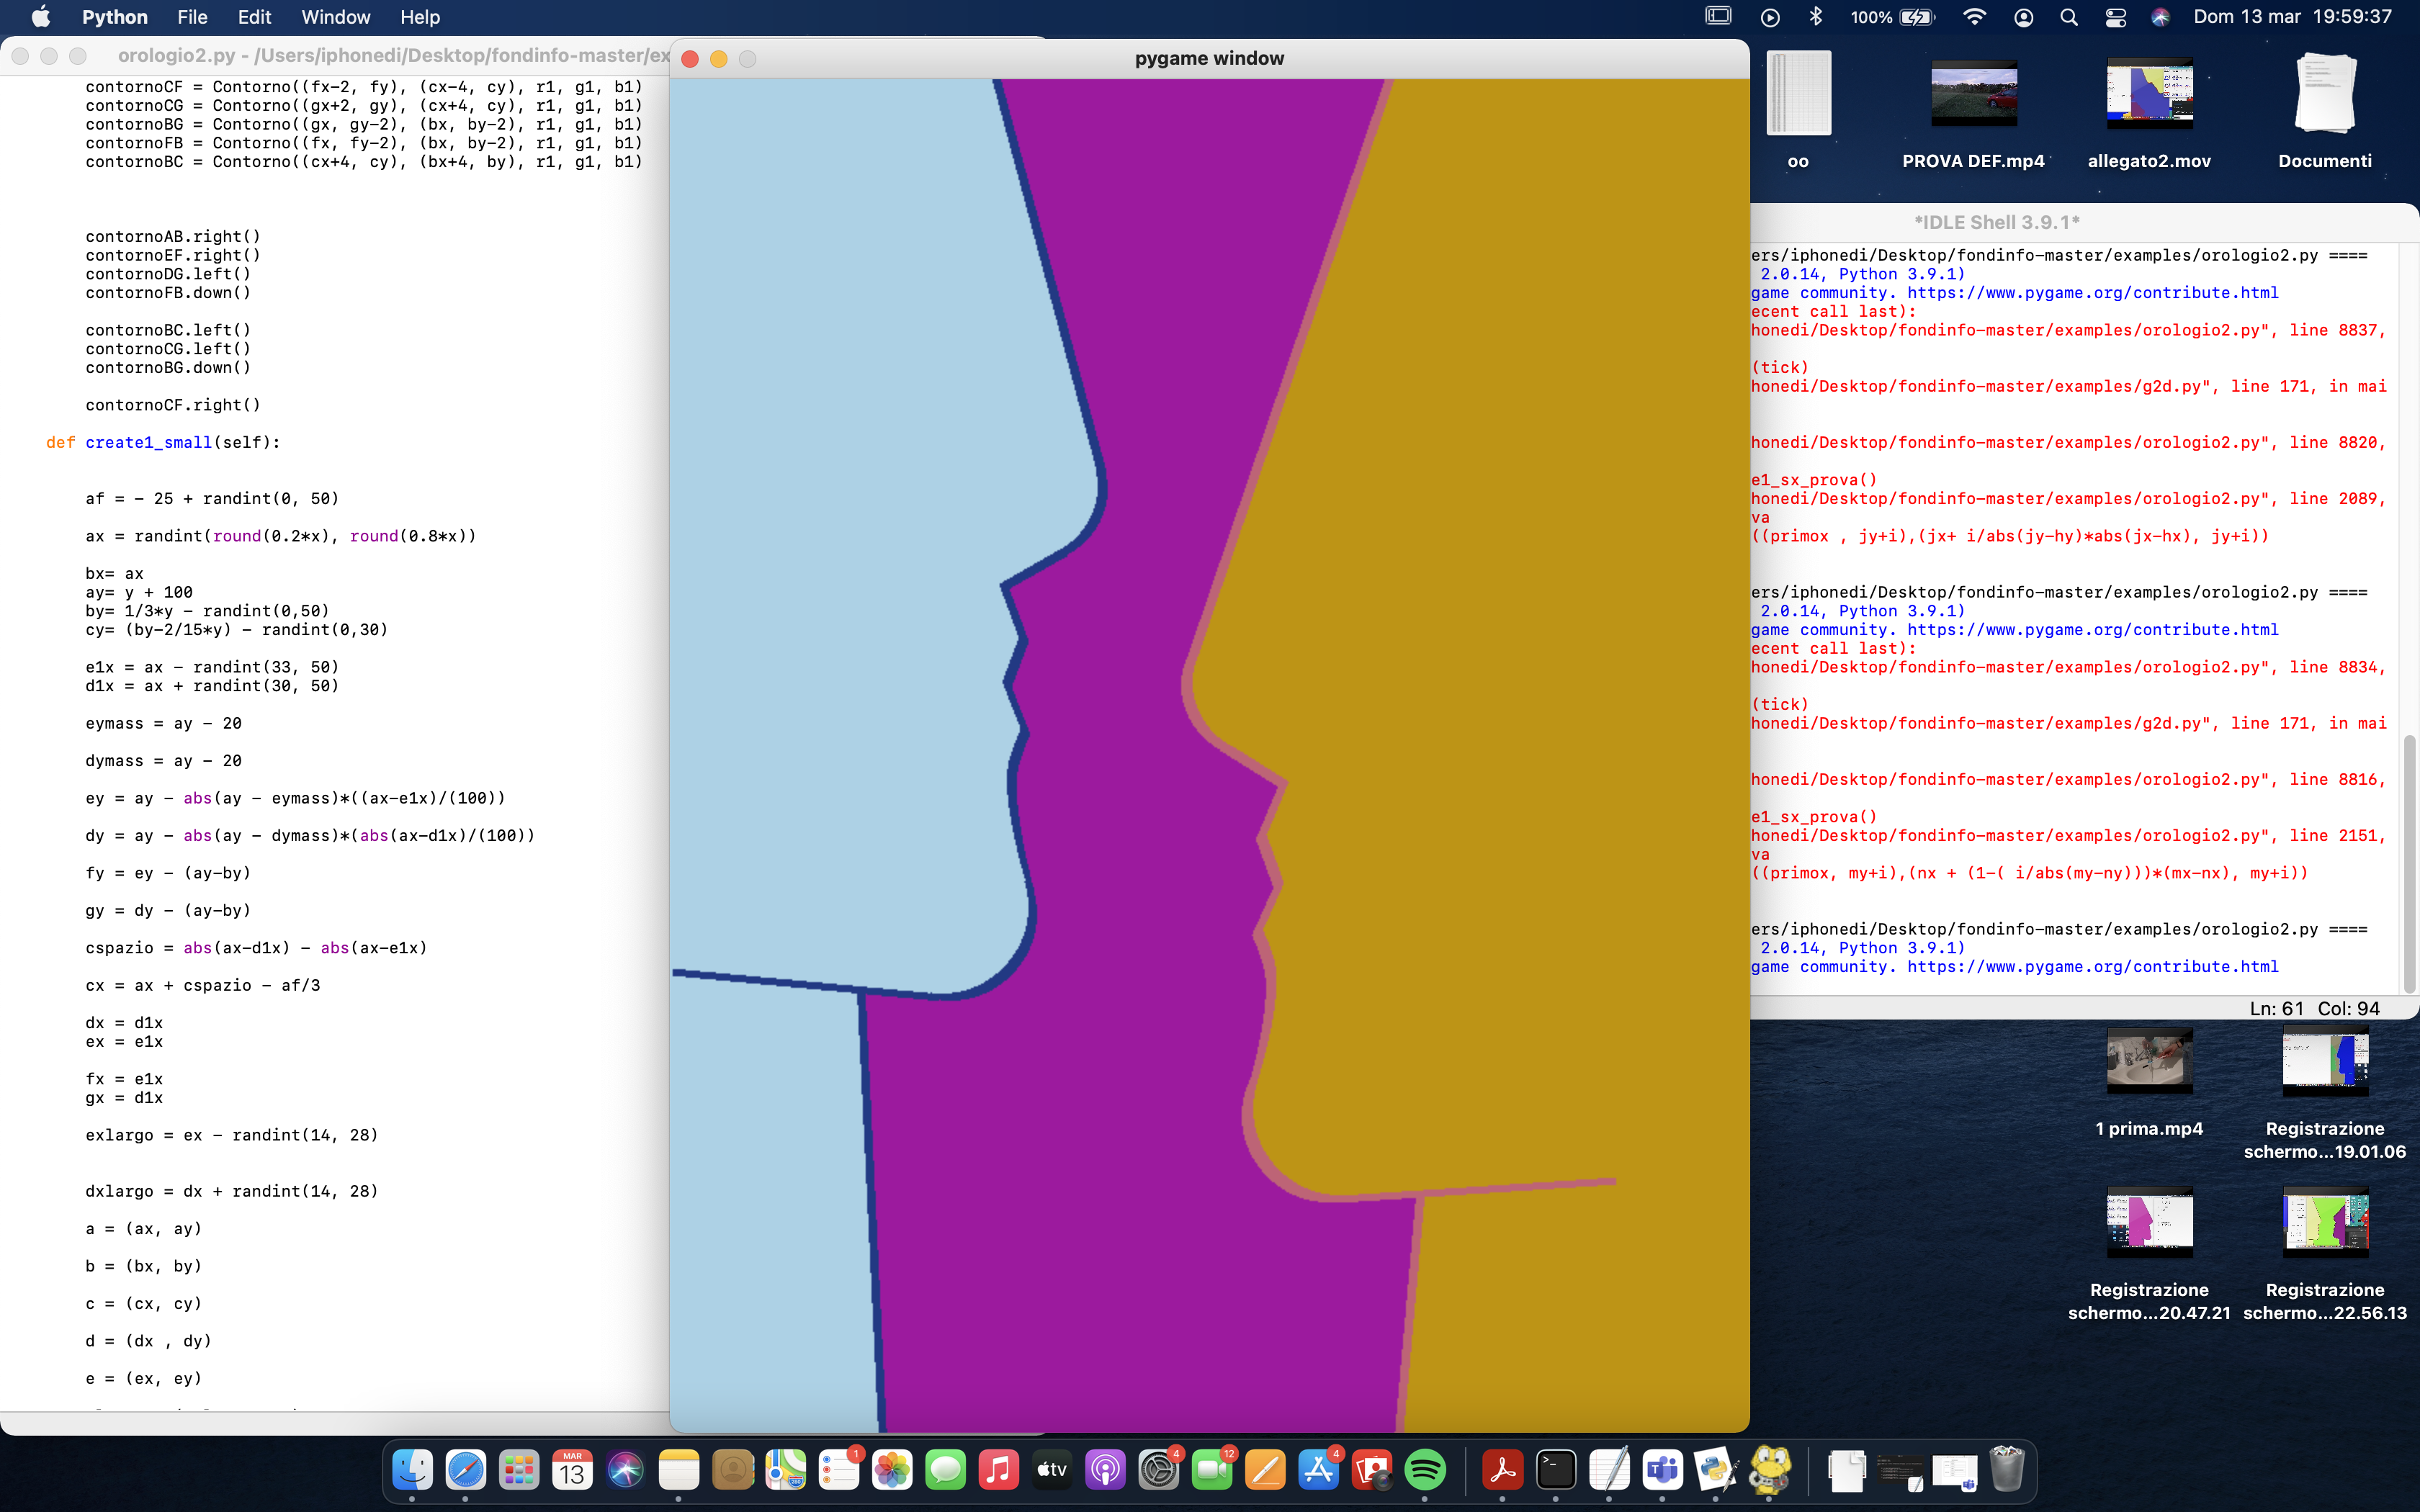 Python File Edit Window Help
100%
Dom 13 mar 19:59:37
orologio2.py - /Users/iphonedi/Desktop/fondinfo-master/ex
contornoCF = Contorno((fx-2, fy), (cx-4, cy), r1, g1, b1)
contornoCG = Contorno((gx+2, gy), (cx+4, cy), r1, g1, b1)
contornoBG = Contorno((gx, gy-2), (bx, by-2), r1, g1, b1)
contornoFB = Contorno((fx, fy-2), (bx, by-2), r1, g1, b1)
contornoBC = Contorno((cx+4, cy), (bx+4, by), r1, g1, b1)
contornoAB.right()
contornoEF.right()
contornoDG.left()
contornoFB.down()
contornoBC.left()
contornoCG.left()
contornoBG.down()
contornoCF.right()
def create1_small(self):
af = - 25 + randint(0, 50)
ax = randint(round(0.2*x), round(0.8*x))
bx= ax
ay= y + 100
by= 1/3*y - randint(0,50)
cy= (by-2/15*y) - randint(0,30)
e1x = ax - randint(33, 50)
d1x = ax + randint(30, 50)
eymass = ay - 20
dymass = ay - 20
ey = ay - abs(ay - eymass)*((ax-e1x)/(100))
dy = ay - abs(ay - dymass)*(abs(ax-d1x)/(100))
fy = ey - (ay-by)
gy = dy - (ay-by)
cspazio = abs(ax-d1x) - abs(ax-e1x)
cx = ax + cspazio - af/3
dx = d1x
ex = e1x
fx = e1x
gx = d1x
exlargo = ex - randint(14, 28)
dxlargo = dx + randint(14, 28)
a = (ax, ay)
b = (bx, by)
c = (cx, cy)
d = (dx , dy)
e = (ex, ey)
pygame window
oo
PROVA DEF.mp4
allegato2.mov
Documenti
*IDLE Shell 3.9.1*
ers/iphonedi/Desktop/fondinfo-master/examples/orologio2.py ====
2.0.14, Python 3.9.1)
game community. https://www.pygame.org/contribute.html
ecent call last):
honedi/Desktop/fondinfo-master/examples/orologio2.py", line 8837,
(tick)
honedi/Desktop/fondinfo-master/examples/g2d.py", line 171, in mai
honedi/Desktop/fondinfo-master/examples/orologio2.py", line 8820,
e1_sx_prova()
honedi/Desktop/fondinfo-master/examples/orologio2.py", line 2089,
va
((primox , jy+i),(jx+ i/abs(jy-hy)*abs(jx-hx), jy+i))
ers/iphonedi/Desktop/fondinfo-master/examples/orologio2.py ====
2.0.14, Python 3.9.1)
game community. https://www.pygame.org/contribute.html
ecent call last):
honedi/Desktop/fondinfo-master/examples/orologio2.py", line 8834,
(tick)
honedi/Desktop/fondinfo-master/examples/g2d.py", line 171, in mai
honedi/Desktop/fondinfo-master/examples/orologio2.py", line 8816,
e1_sx_prova()
honedi/Desktop/fondinfo-master/examples/orologio2.py", line 2151,
va
((primox, my+i),(nx + (1-( i/abs(my-ny)))*(mx-nx), my+i))
ers/iphonedi/Desktop/fondinfo-master/examples/orologio2.py ====
2.0.14, Python 3.9.1)
game community. https://www.pygame.org/contribute.html
Ln: 61 Col: 94
1 prima.mp4
Registrazione
schermo...19.01.06
Registrazione
schermo...20.47.21
Registrazione
schermo...22.56.13
MAR
13
1
tv
4
12
4